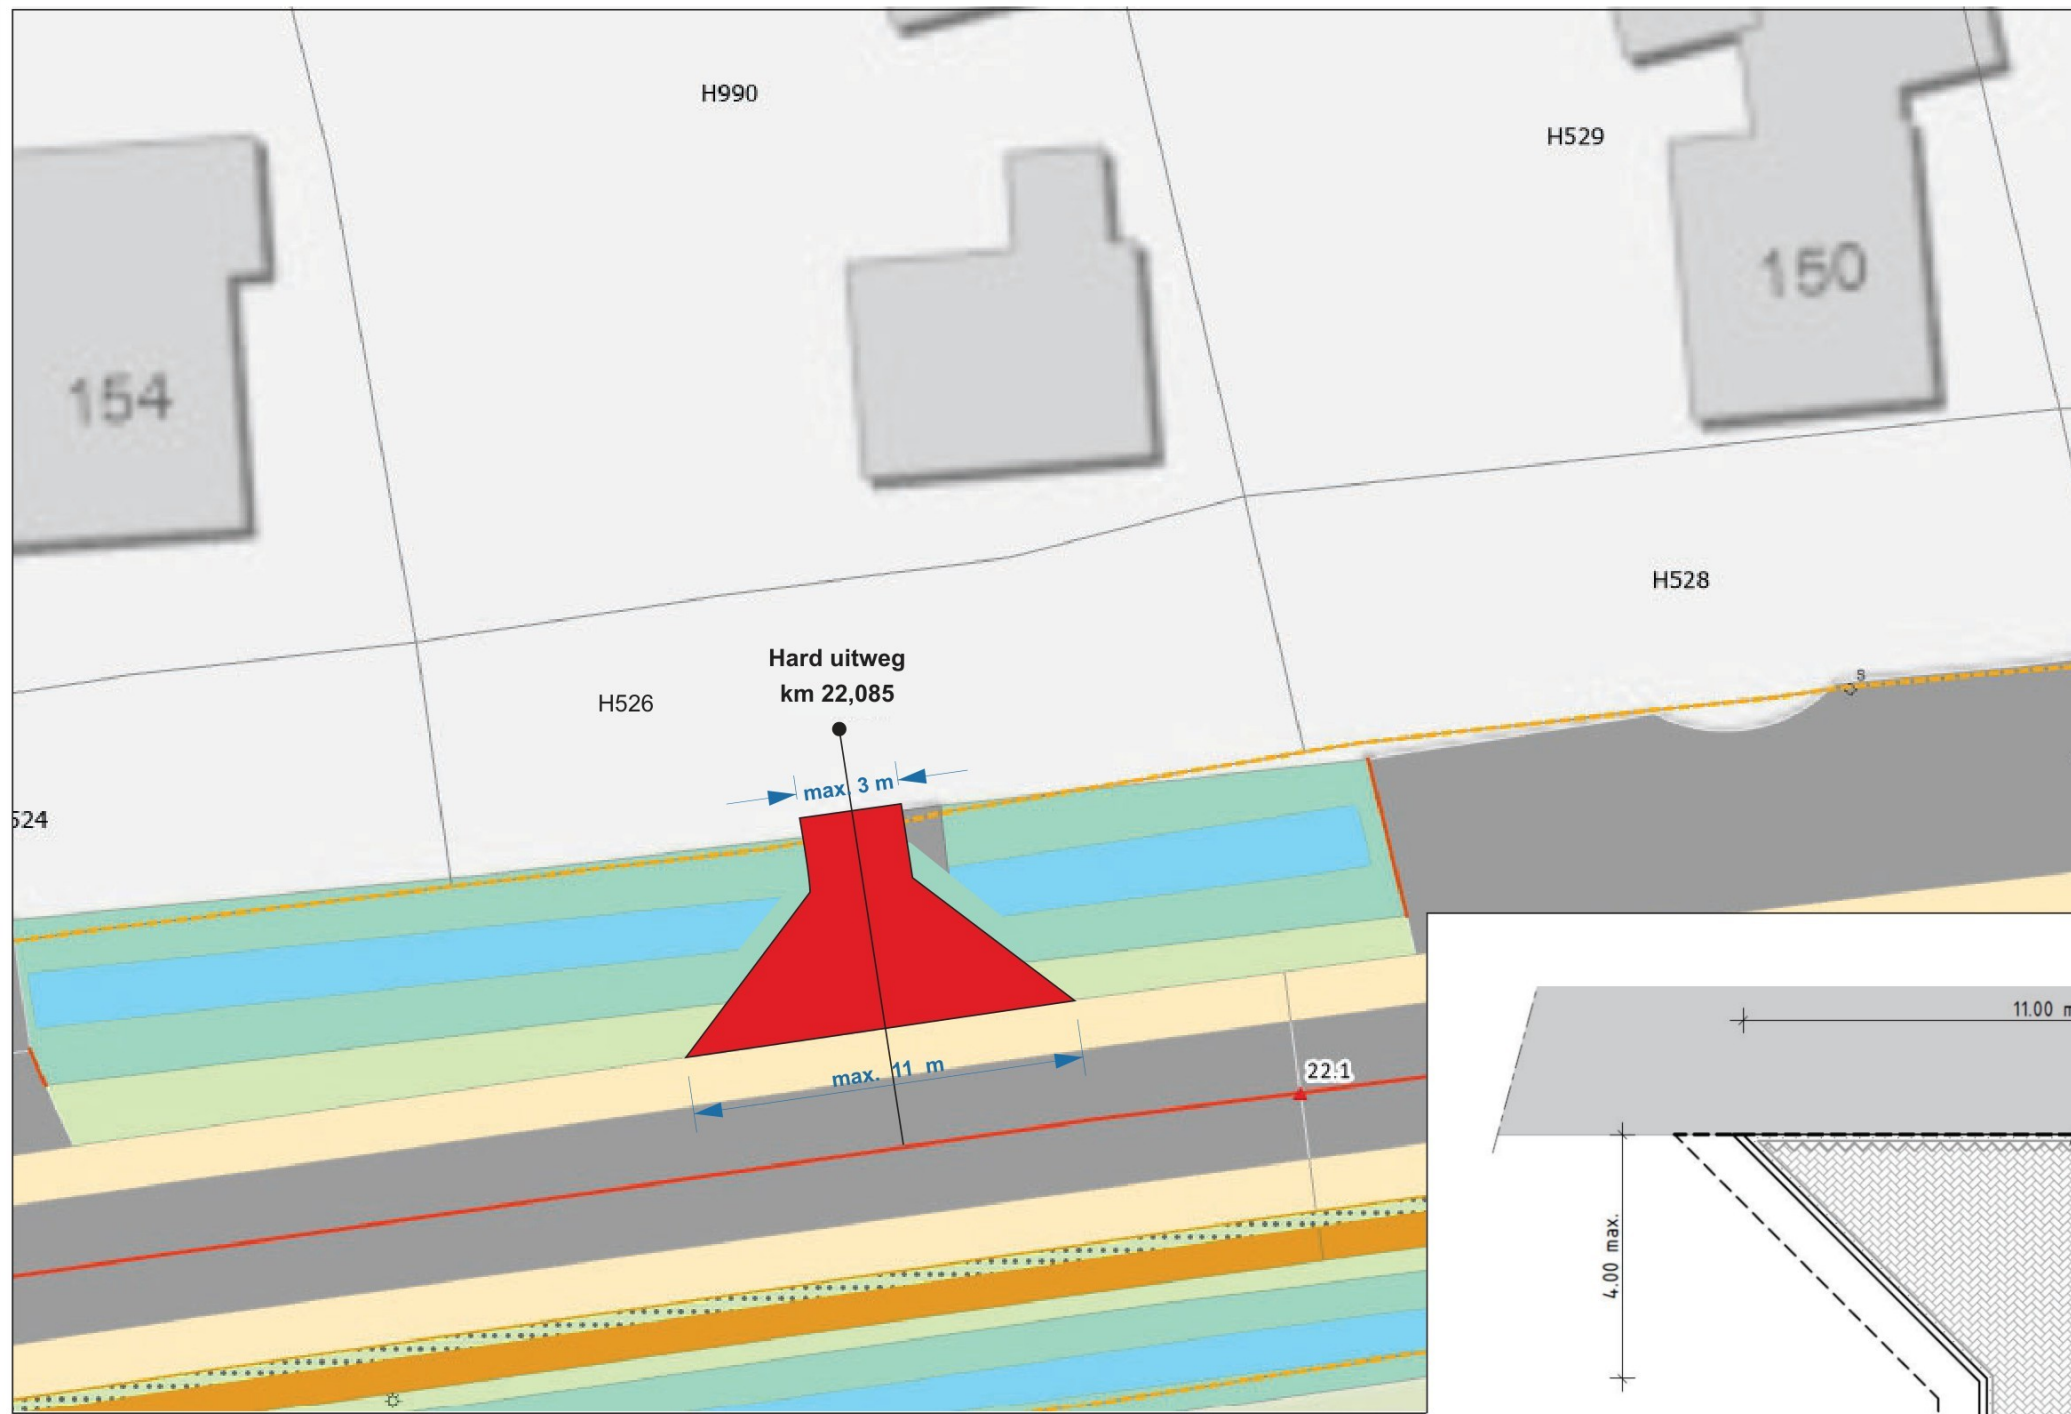 H990
H529
150
154
H528
Hard uitweg
km 22,085
H526
s
max. 3 m
524
11.00 m
22.1
max. 11 m
4.00 max.